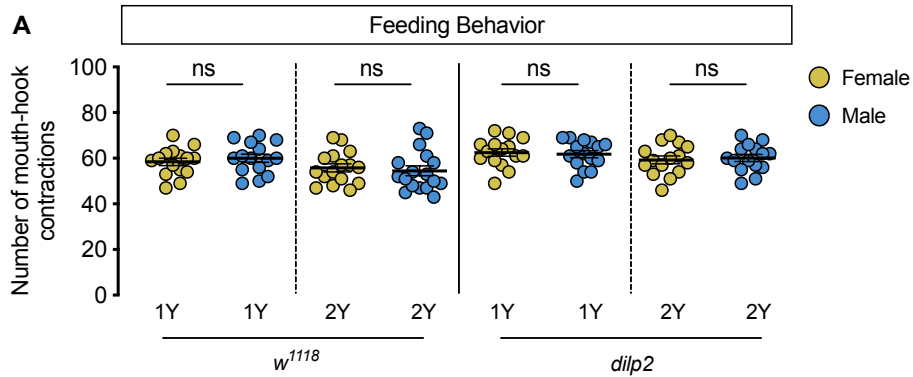 A
Feeding Behavior
Number of mouth-hook
contractions
100
80
60
40
20
0
ns
ns
ns
ns
Female
Male
1Y
1Y
2Y
2Y
1Y
1Y
2Y
2Y
w¹¹¹⁸
dilp2